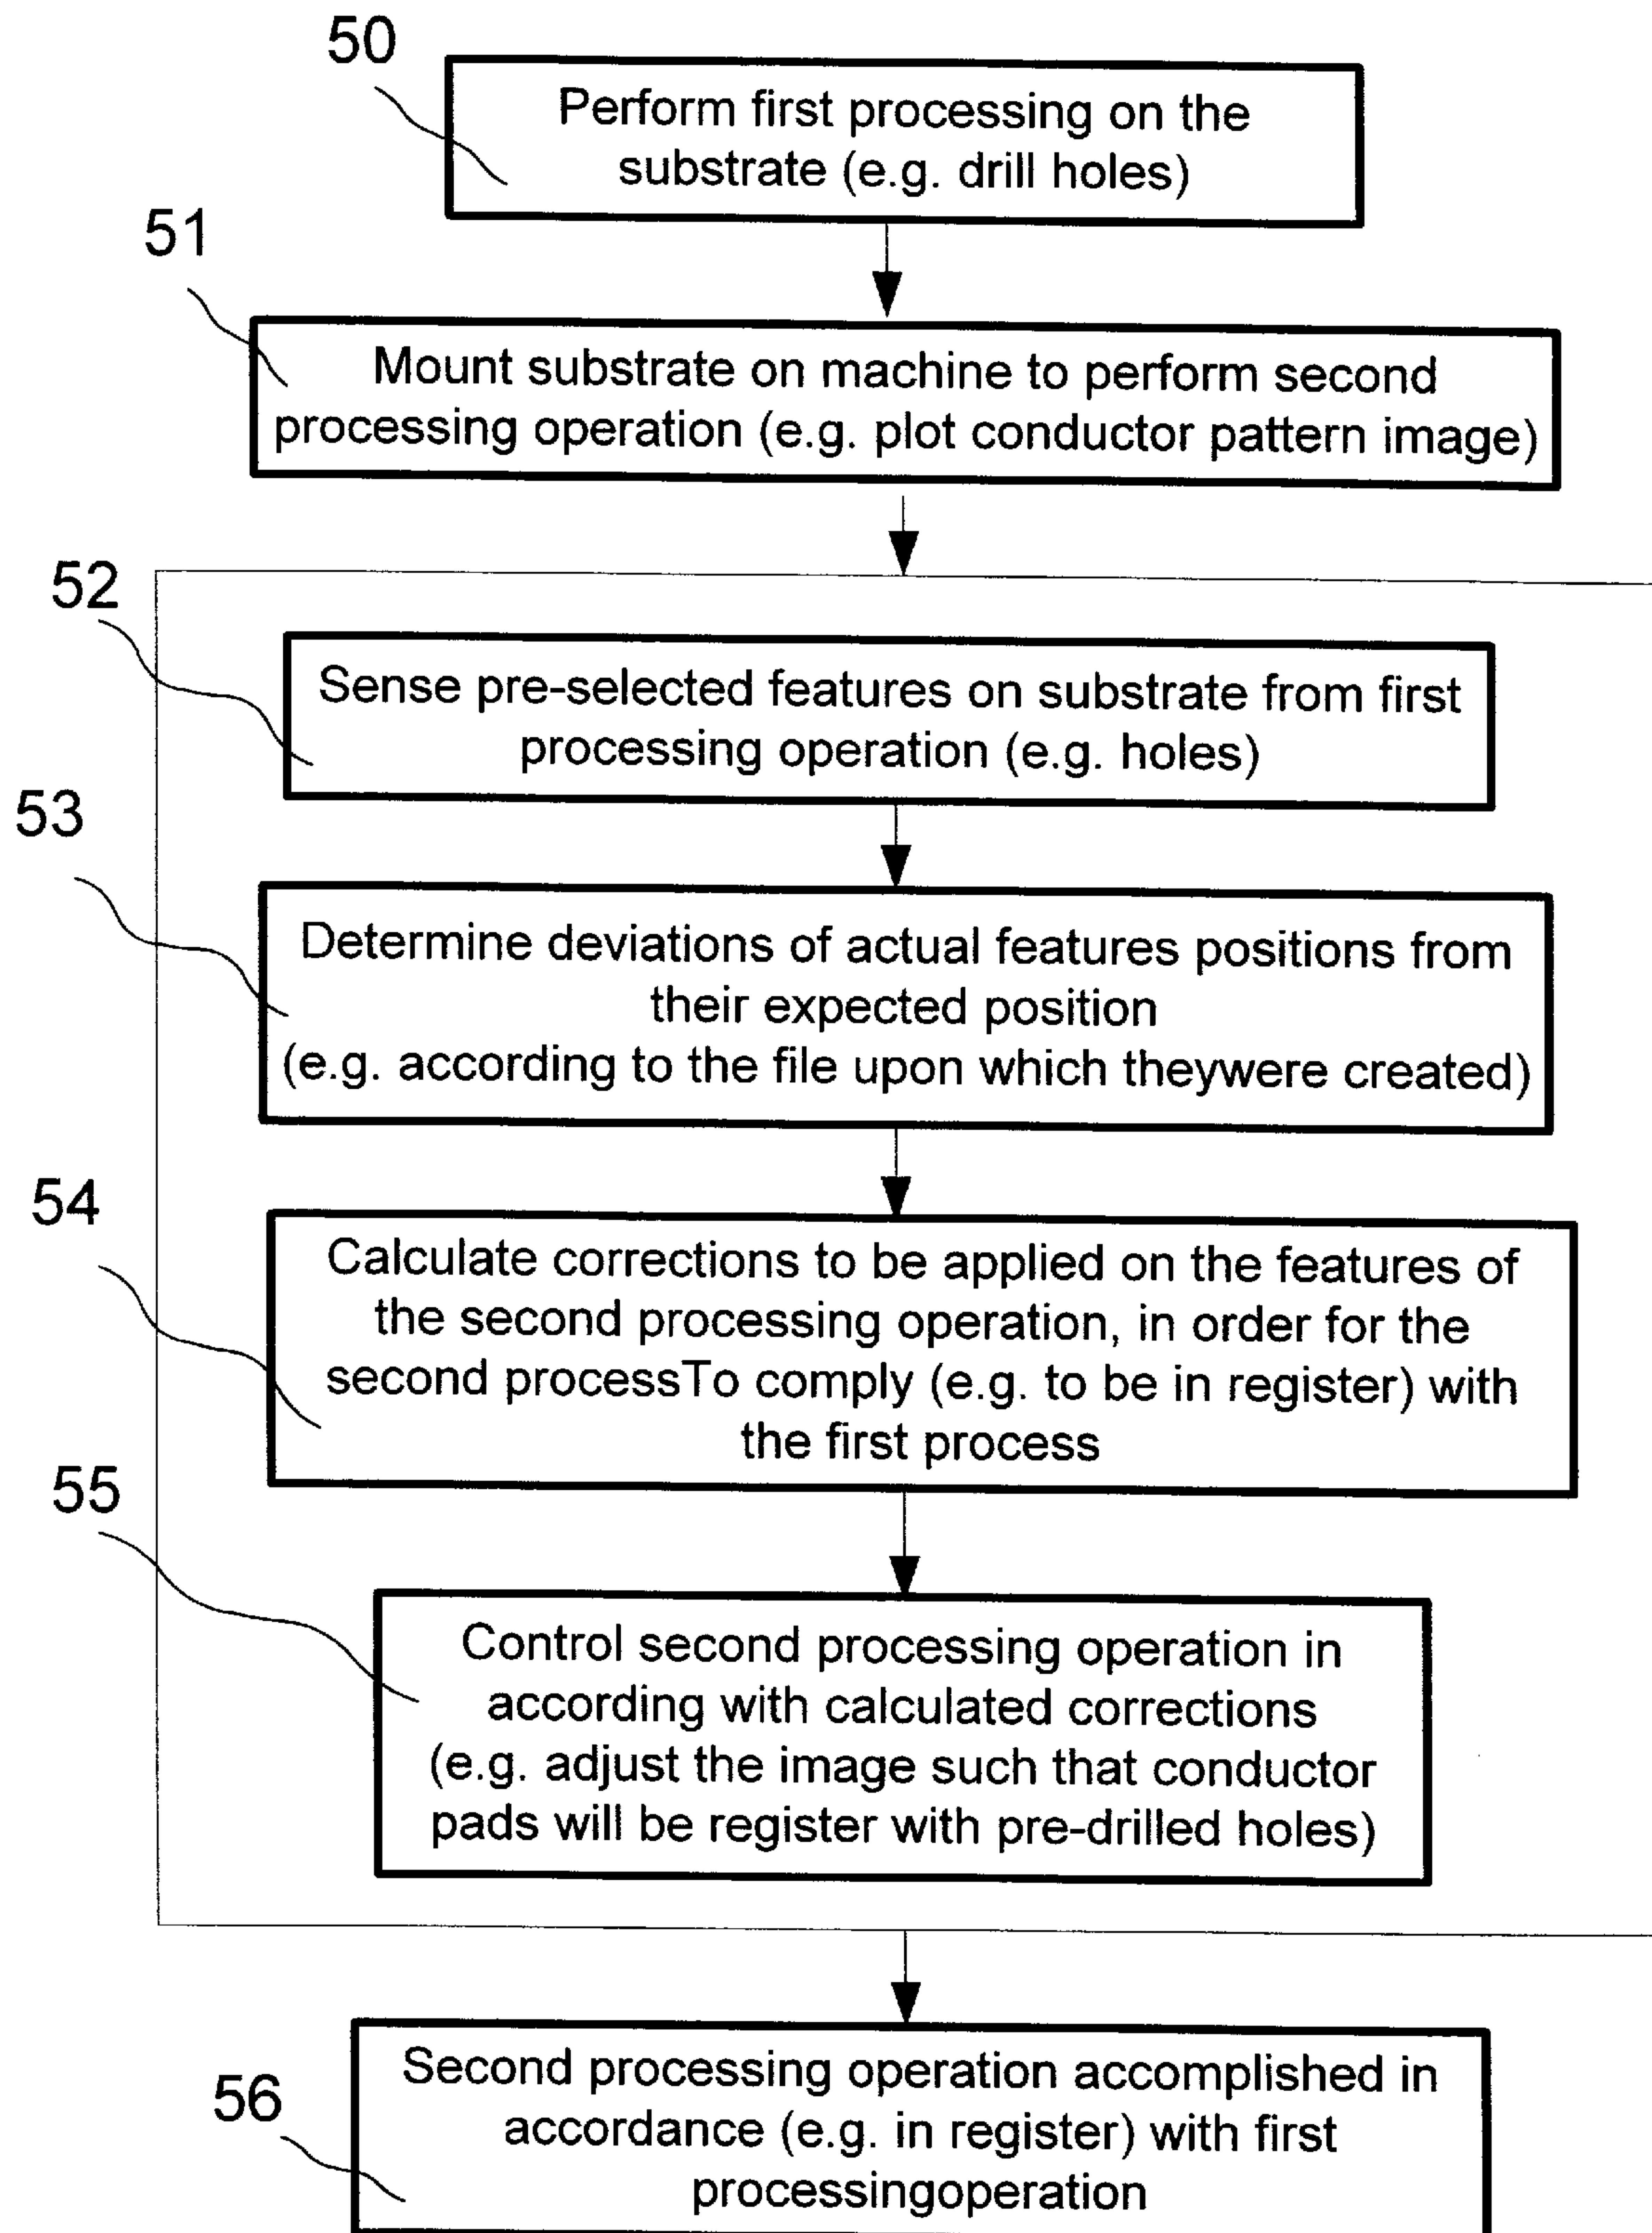 50
Perform first processing on the
substrate (e.g. drill holes)
51
Mount substrate on machine to perform second
processing operation (e.g. plot conductor pattern image)
52
Sense pre-selected features on substrate from first
processing operation (e.g. holes)
53
Determine deviations of actual features positions from
their expected position
(e.g. according to the file upon which theywere created)
54
Calculate corrections to be applied on the features of
the second processing operation, in order for the
second processTo comply (e.g. to be in register) with
the first process
55
Control second processing operation in
according with calculated corrections
(e.g. adjust the image such that conductor
pads will be register with pre-drilled holes)
56
Second processing operation accomplished in
accordance (e.g. in register) with first
processingoperation